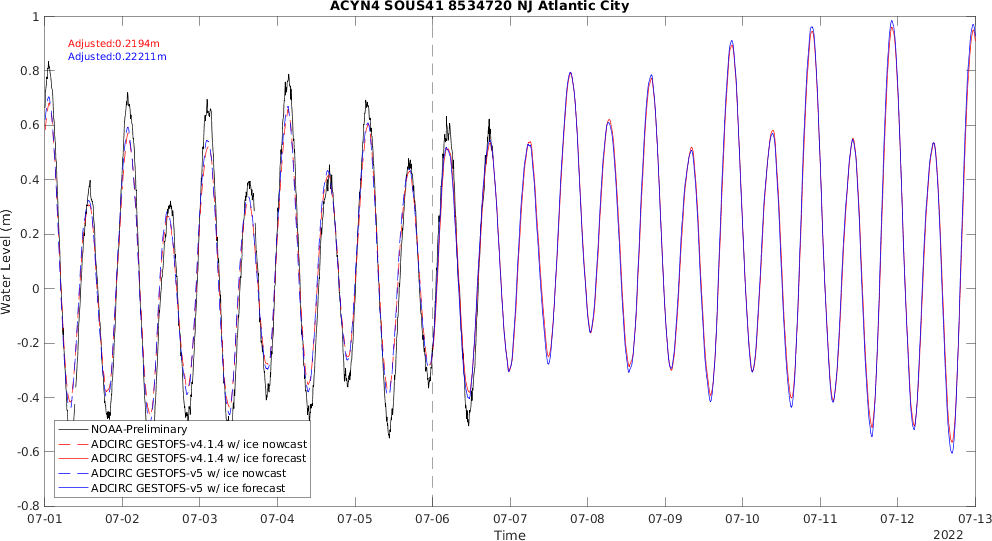 ACYN4 SOUS41 8534720 NJ Atlantic City
Adjusted:0.2194m
Adjusted:0.22211m
1
0.8
0.6
0.4
0.2
0
-0.2
-0.4
-0.6
-0.8
Water Level (m)
NOAA-Preliminary
ADCIRC GESTOFS-v4.1.4 w/ ice nowcast
ADCIRC GESTOFS-v4.1.4 w/ ice forecast
ADCIRC GESTOFS-v5 w/ ice nowcast
ADCIRC GESTOFS-v5 w/ ice forecast
07-01 07-02 07-03 07-04 07-05 07-06 07-07 07-08 07-09 07-10 07-11 07-12 07-13
Time
2022